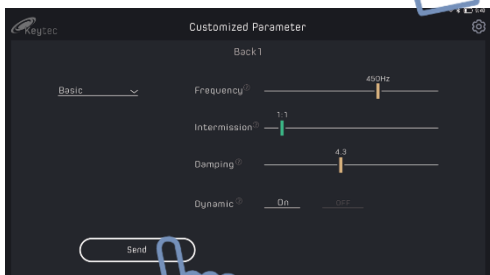 Keytec
Customized Parameter
Back1
Basic
Frequency
450Hz
Intermission
1:1
Damping
4.3
Dynamic
On
OFF
Send